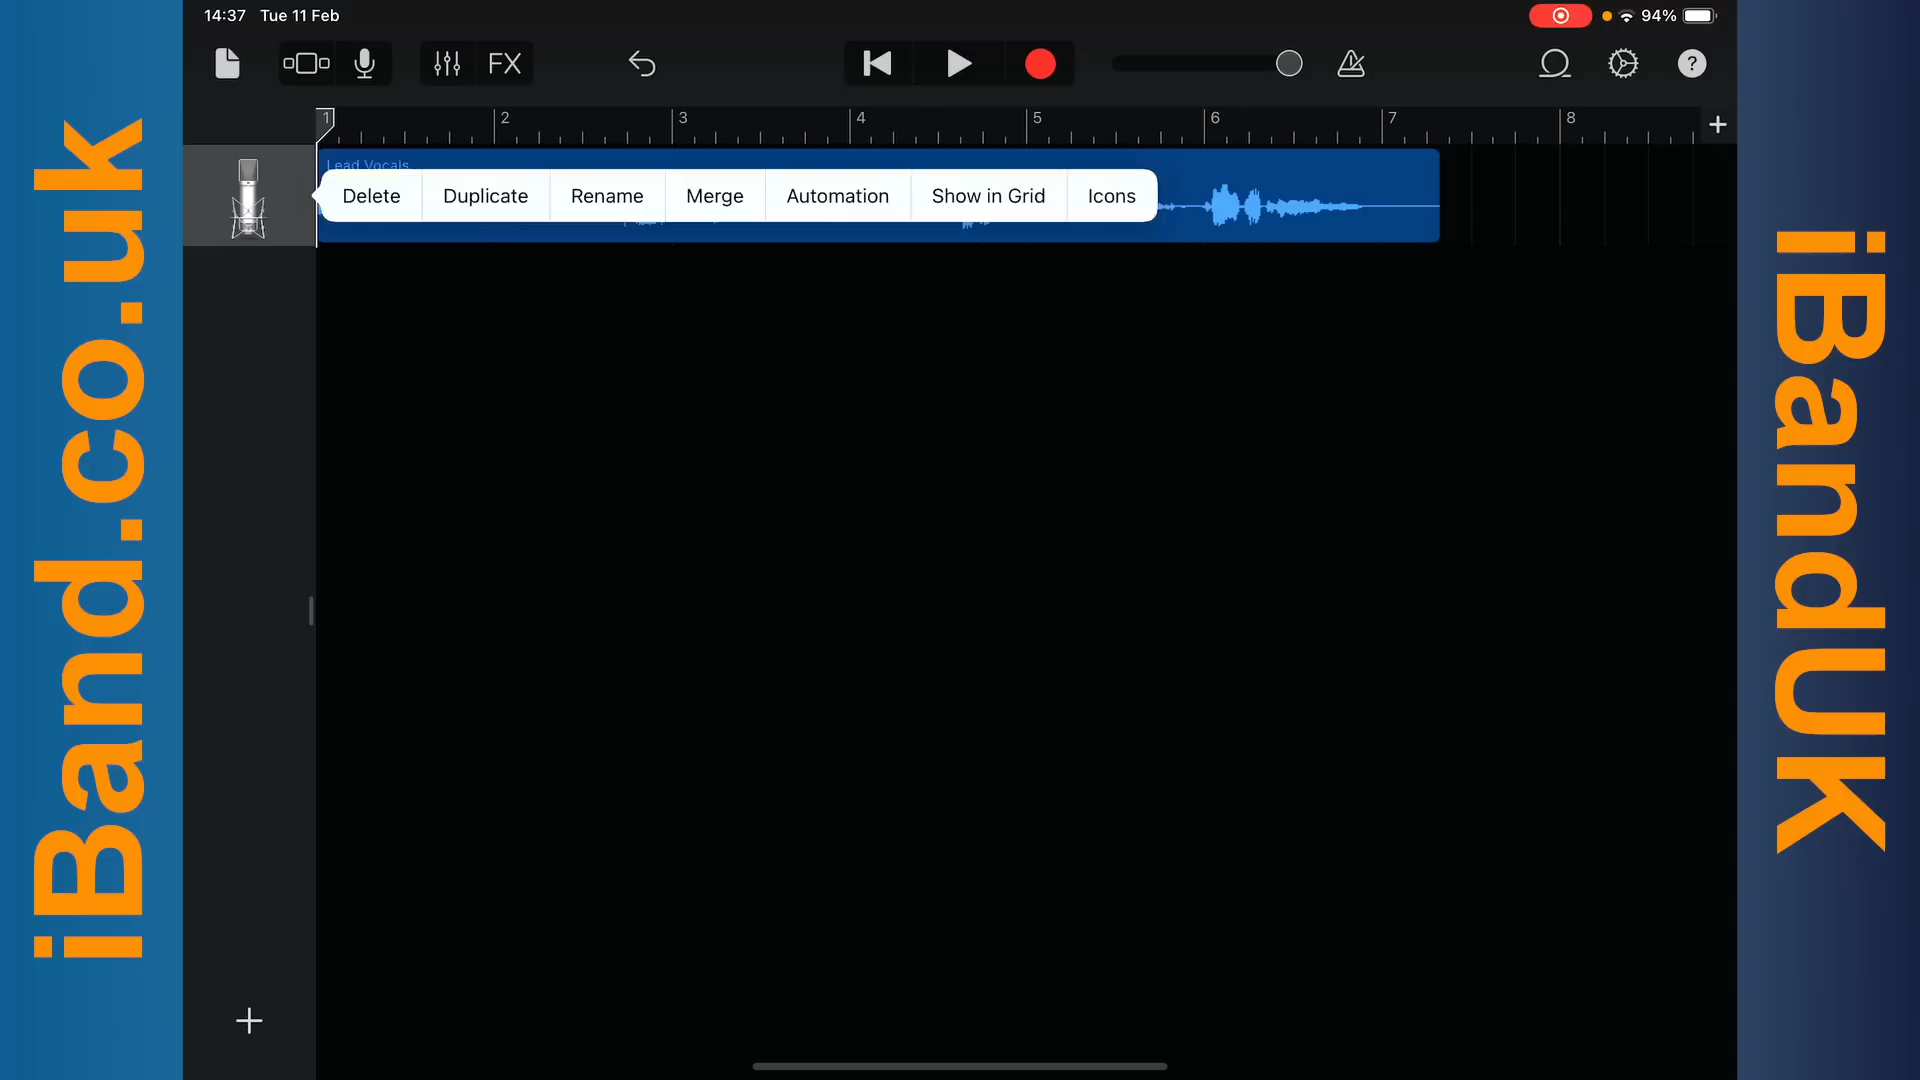 14:37 Tue 11 Feb
94%
FX
?
1 2 3 4 5 6 7 8
Lead Vocals
Delete Duplicate Rename Merge Automation Show in Grid Icons
iBand.co.uk
iBandUK